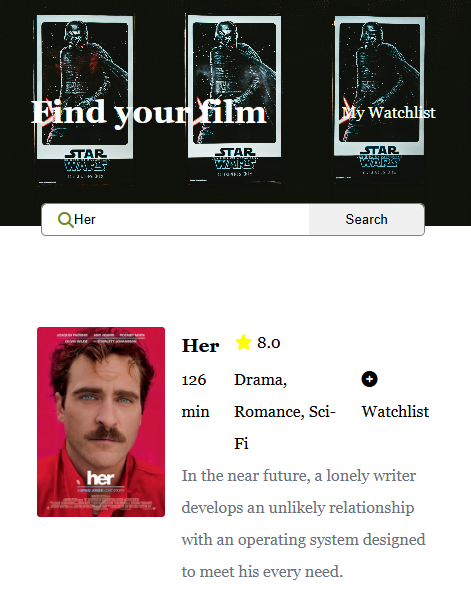 Find your film
My Watchlist
STAR
WARS
STAR
WARS
STAR
WARS
Her
Search
her
Her
8.0
126
min
Drama,
Romance, Sci-
Fi
Watchlist
In the near future, a lonely writer
develops an unlikely relationship
with an operating system designed
to meet his every need.